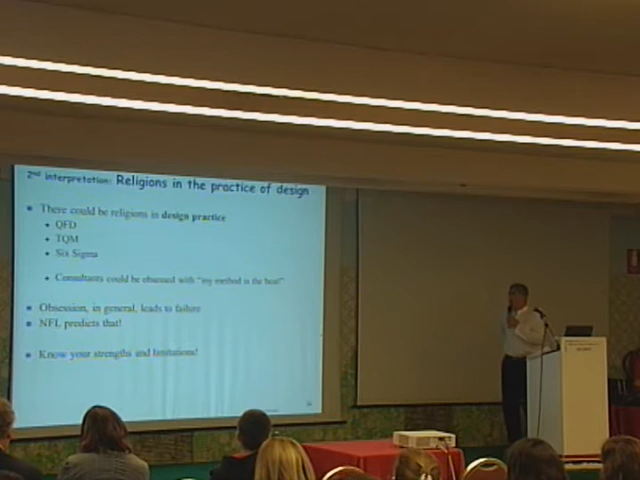 2nd interpretation: Religions in the practice of design
There could be religions in design practice
QFD
TQM
Six Sigma
Consultants could be obsessed with "my method is the best!"
Obsession, in general, leads to failure
NFL predicts that!
Know your strengths and limitations!